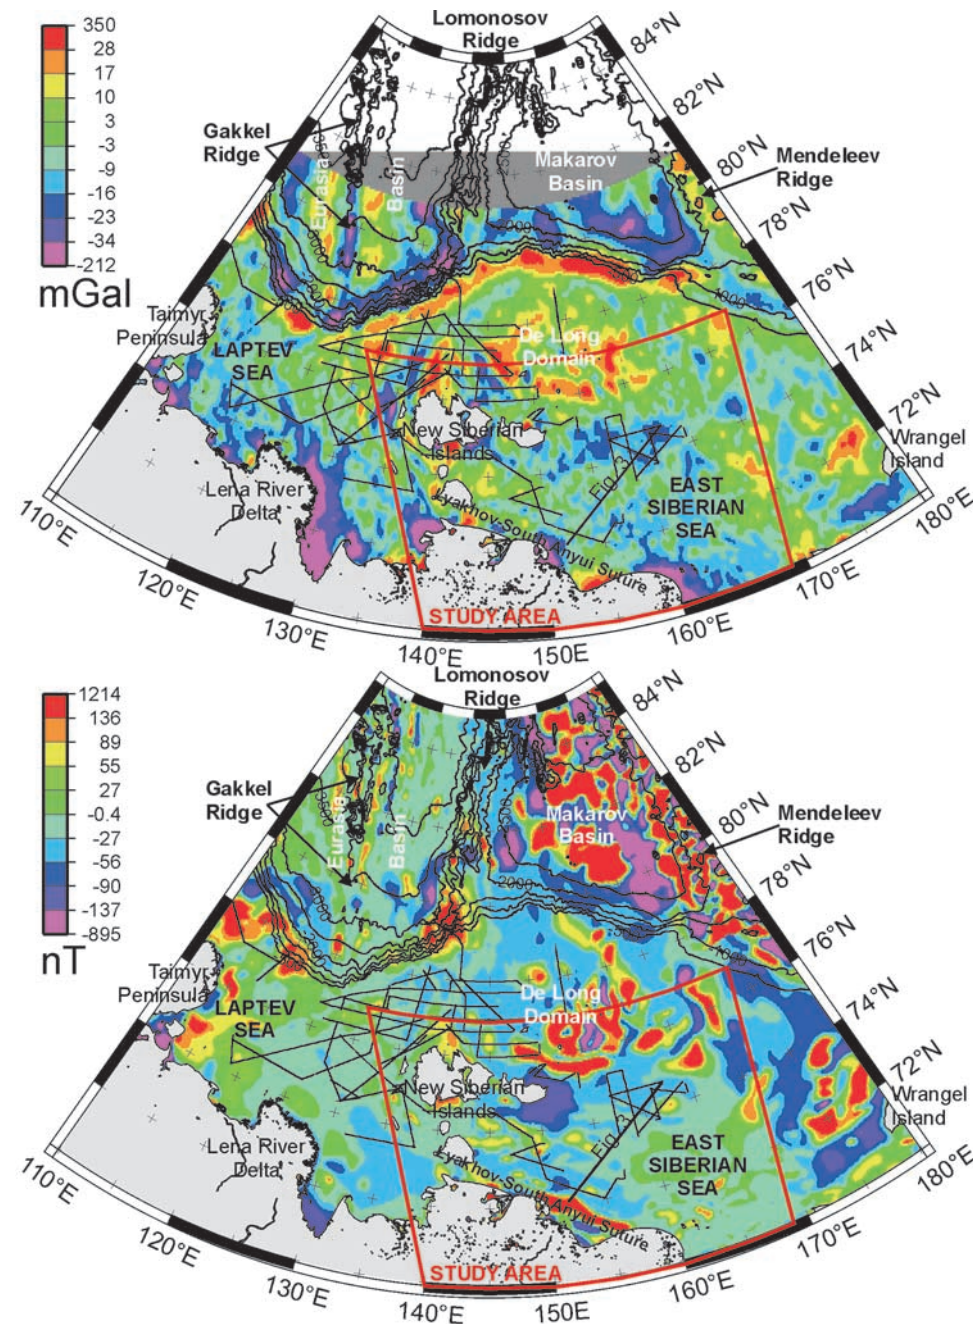 350
28
17
10
3
-3
-9
-16
-23
-34
-212
mGal
Lomonosov
Ridge
84°N
82°N
80°N
78°N
76°N
74°N
72°N
Gakkel
Ridge
Eurasia
Basin
Makarov
Basin
Mendeleev
Ridge
Taimyr
Peninsula
LAPTEV
SEA
De Long
Domain
New Siberian
Islands
Wrangel
Island
Lena River
Delta
Fig. 3
EAST
SIBERIAN
SEA
Lyakhov-South Anyui Suture
STUDY AREA
110°E
120°E
130°E
140°E
150E
160°E
170°E
180°E
1214
136
89
55
27
-0.4
-27
-56
-90
-137
-895
nT
Lomonosov
Ridge
84°N
82°N
80°N
78°N
76°N
74°N
72°N
Gakkel
Ridge
Eurasia
Basin
Makarov
Basin
Mendeleev
Ridge
2000
1000
Taimyr
Peninsula
LAPTEV
SEA
De Long
Domain
New Siberian
Islands
Wrangel
Island
Lena River
Delta
Fig. 3
EAST
SIBERIAN
SEA
Lyakhov-South Anyui Suture
STUDY AREA
110°E
120°E
130°E
140°E
150E
160°E
170°E
180°E